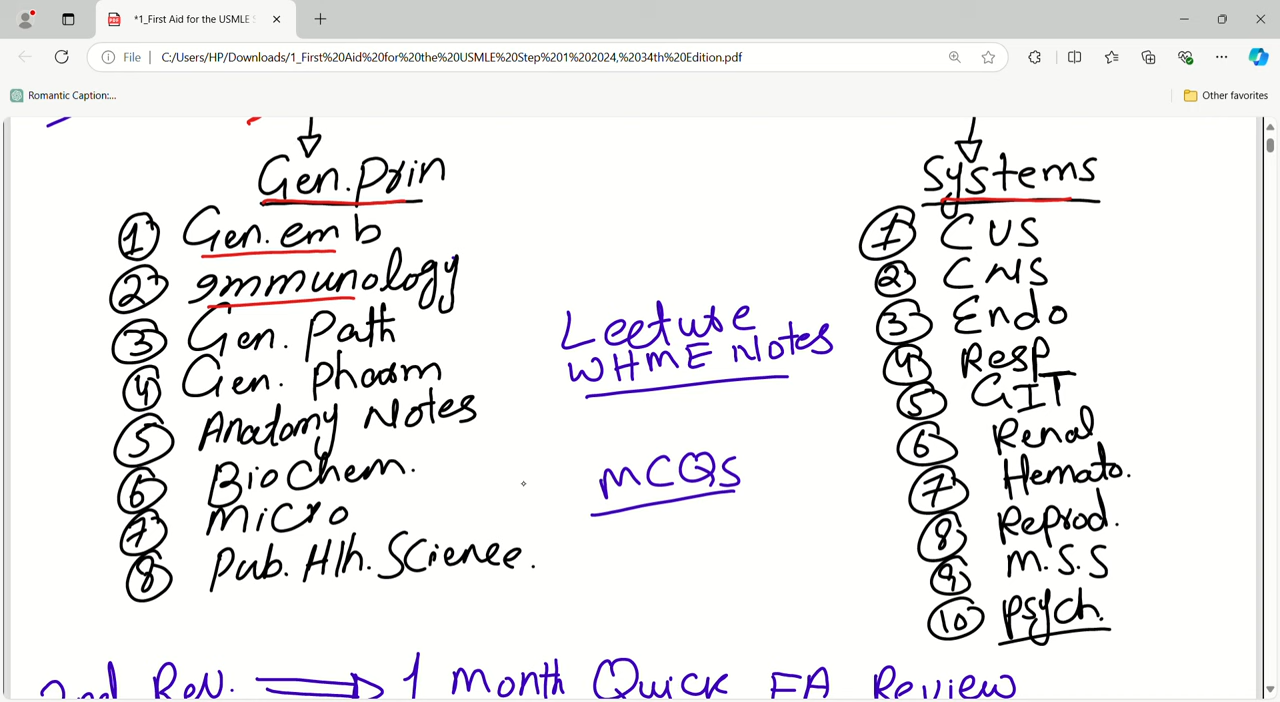 *1_First Aid for the USMLE S
File
C:/Users/HP/Downloads/1_First%20Aid%20for%20the%20USMLE%20Step%201%202024,%2034th%20Edition.pdf
Romantic Caption:...
Other favorites
Gen. Prin
① Gen. emb
② Immunology
③ Gen. Path
④ Gen. pharm
⑤ Anatomy Notes
⑥ BioChem.
⑦ Micro
⑧ Pub. Hlh. Science.
Lecture
WHME Notes
MCQs
Systems
① CVS
② CNS
③ Endo
④ Resp
⑤ GIT
⑥ Renal
⑦ Hemato.
⑧ Reprod.
⑨ M.S.S
⑩ psych.
2nd Rev. ⇒ 1 Month Quick FA Review